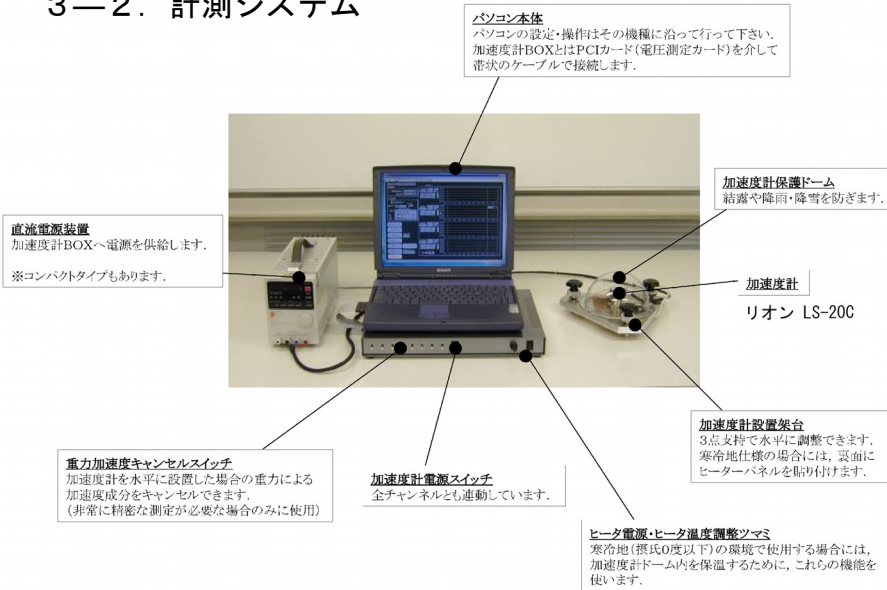 3―2. 計測システム
パソコン本体
パソコンの設定・操作はその機種に沿って行って下さい.
加速度計BOXとはPCIカード(電圧測定カード)を介して
帯状のケーブルで接続します.
加速度計保護ドーム
結露や降雨・降雪を防ぎます.
直流電源装置
加速度計BOXへ電源を供給します.
※コンパクトタイプもあります.
加速度計
リオン LS-20C
加速度計設置架台
3点支持で水平に調整できます.
寒冷地仕様の場合には, 裏面に
ヒーターパネルを貼り付けます.
重力加速度キャンセルスイッチ
加速度計を水平に設置した場合の重力による
加速度成分をキャンセルできます.
(非常に精密な測定が必要な場合のみに使用)
加速度計電源スイッチ
全チャンネルとも連動しています.
ヒータ電源・ヒータ温度調整ツマミ
寒冷地(摂氏0度以下)の環境で使用する場合には,
加速度計ドーム内を保温するために, これらの機能を
使います.